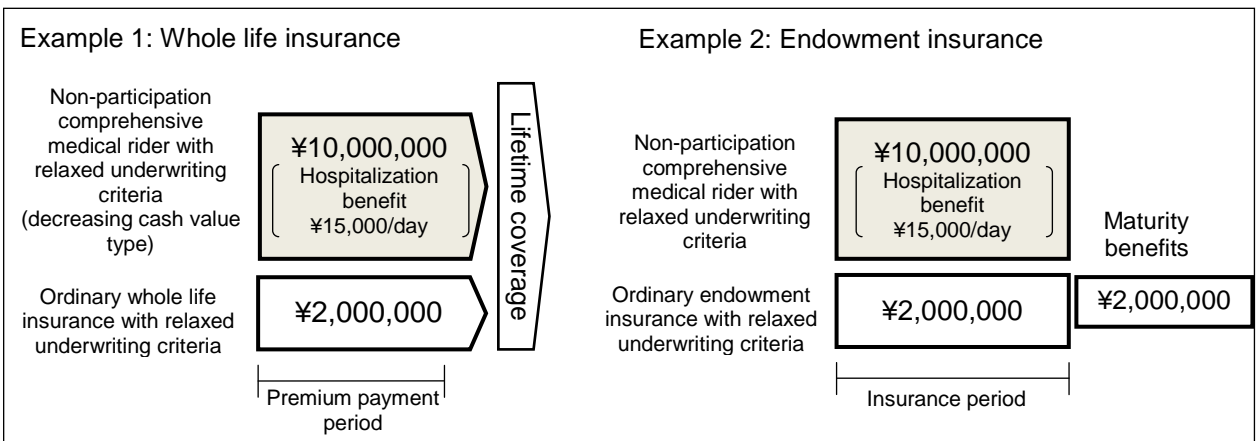 Example 1: Whole life insurance
Non-participation
comprehensive
medical rider with
relaxed underwriting
criteria
(decreasing cash value
type)
¥10,000,000
Hospitalization
benefit
¥15,000/day
Ordinary whole life
insurance with relaxed
underwriting criteria
¥2,000,000
Premium payment
period
Lifetime coverage
Example 2: Endowment insurance
Non-participation
comprehensive
medical rider with
relaxed underwriting
criteria
¥10,000,000
Hospitalization
benefit
¥15,000/day
Ordinary endowment
insurance with relaxed
underwriting criteria
¥2,000,000
Maturity
benefits
¥2,000,000
Insurance period